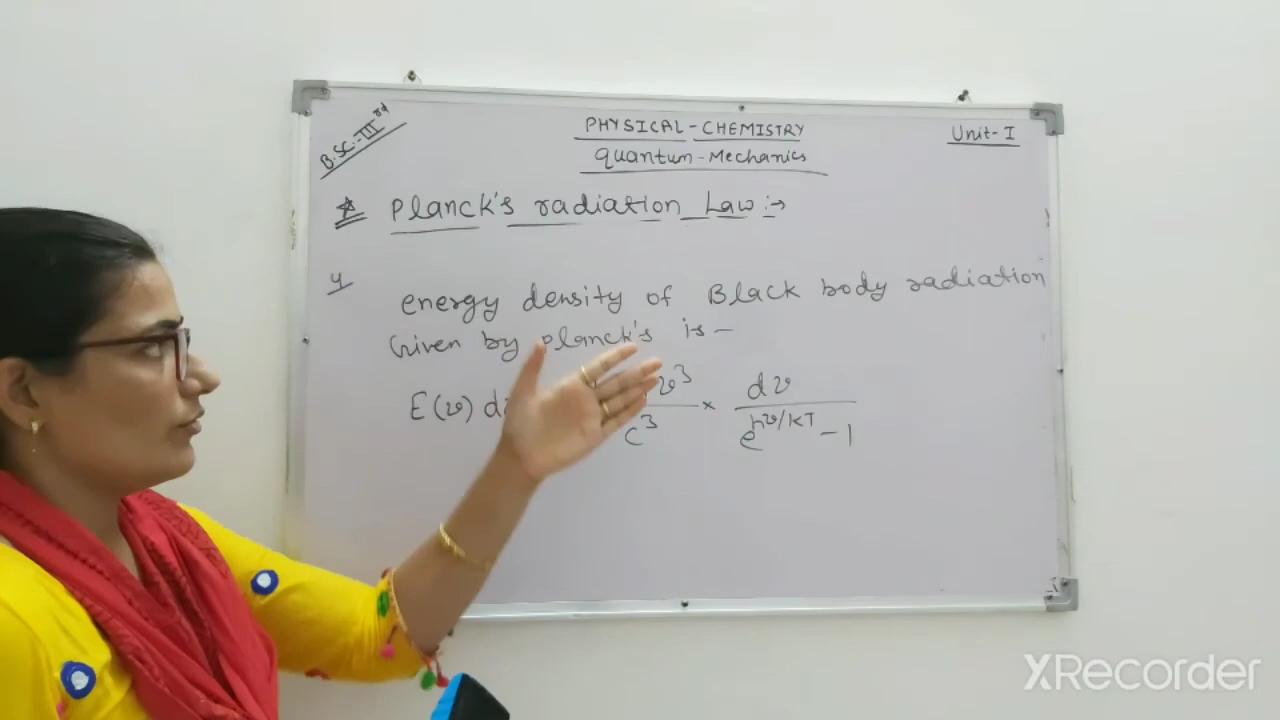 B.SC-IIIrd
PHYSICAL-CHEMISTRY
Quantum-Mechanics
Unit-I
Planck's radiation Law:→
energy density of Black body radiation
Given by Planck's is –
E(ν) d ν³/c³ × dν/e^hν/KT – 1
XRecorder